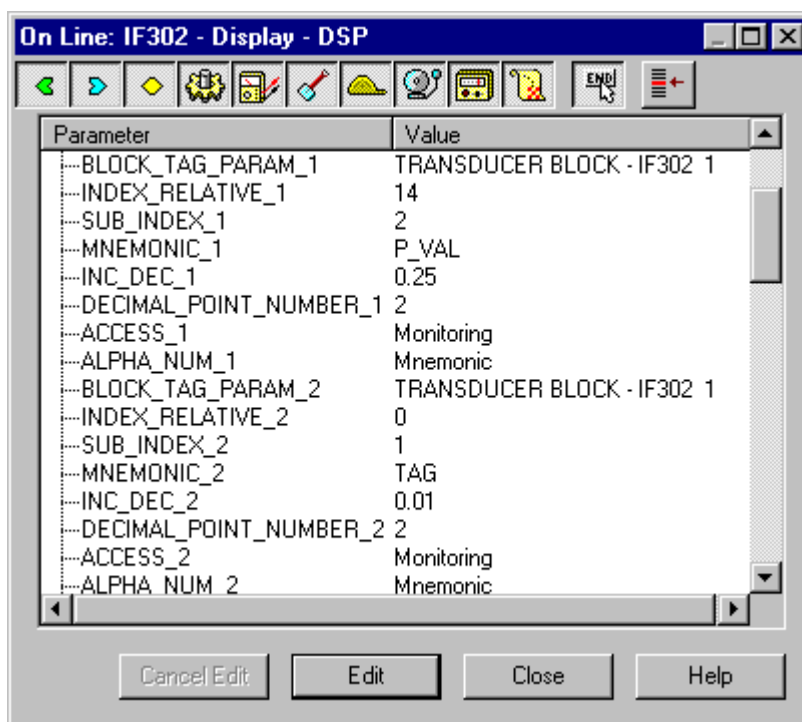 On Line: IF302 - Display - DSP
END
Parameter Value
BLOCK_TAG_PARAM_1 TRANSDUCER BLOCK - IF302 1
INDEX_RELATIVE_1 14
SUB_INDEX_1 2
MNEMONIC_1 P_VAL
INC_DEC_1 0.25
DECIMAL_POINT_NUMBER_1 2
ACCESS_1 Monitoring
ALPHA_NUM_1 Mnemonic
BLOCK_TAG_PARAM_2 TRANSDUCER BLOCK - IF302 1
INDEX_RELATIVE_2 0
SUB_INDEX_2 1
MNEMONIC_2 TAG
INC_DEC_2 0.01
DECIMAL_POINT_NUMBER_2 2
ACCESS_2 Monitoring
ALPHA_NUM_2 Mnemonic
Cancel Edit Edit Close Help